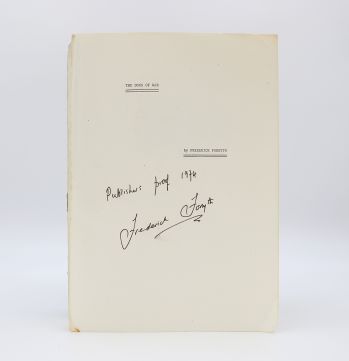 THE DOGS OF WAR
by FREDERICK FORSYTH
Publishers proof 1974
Frederick Forsyth